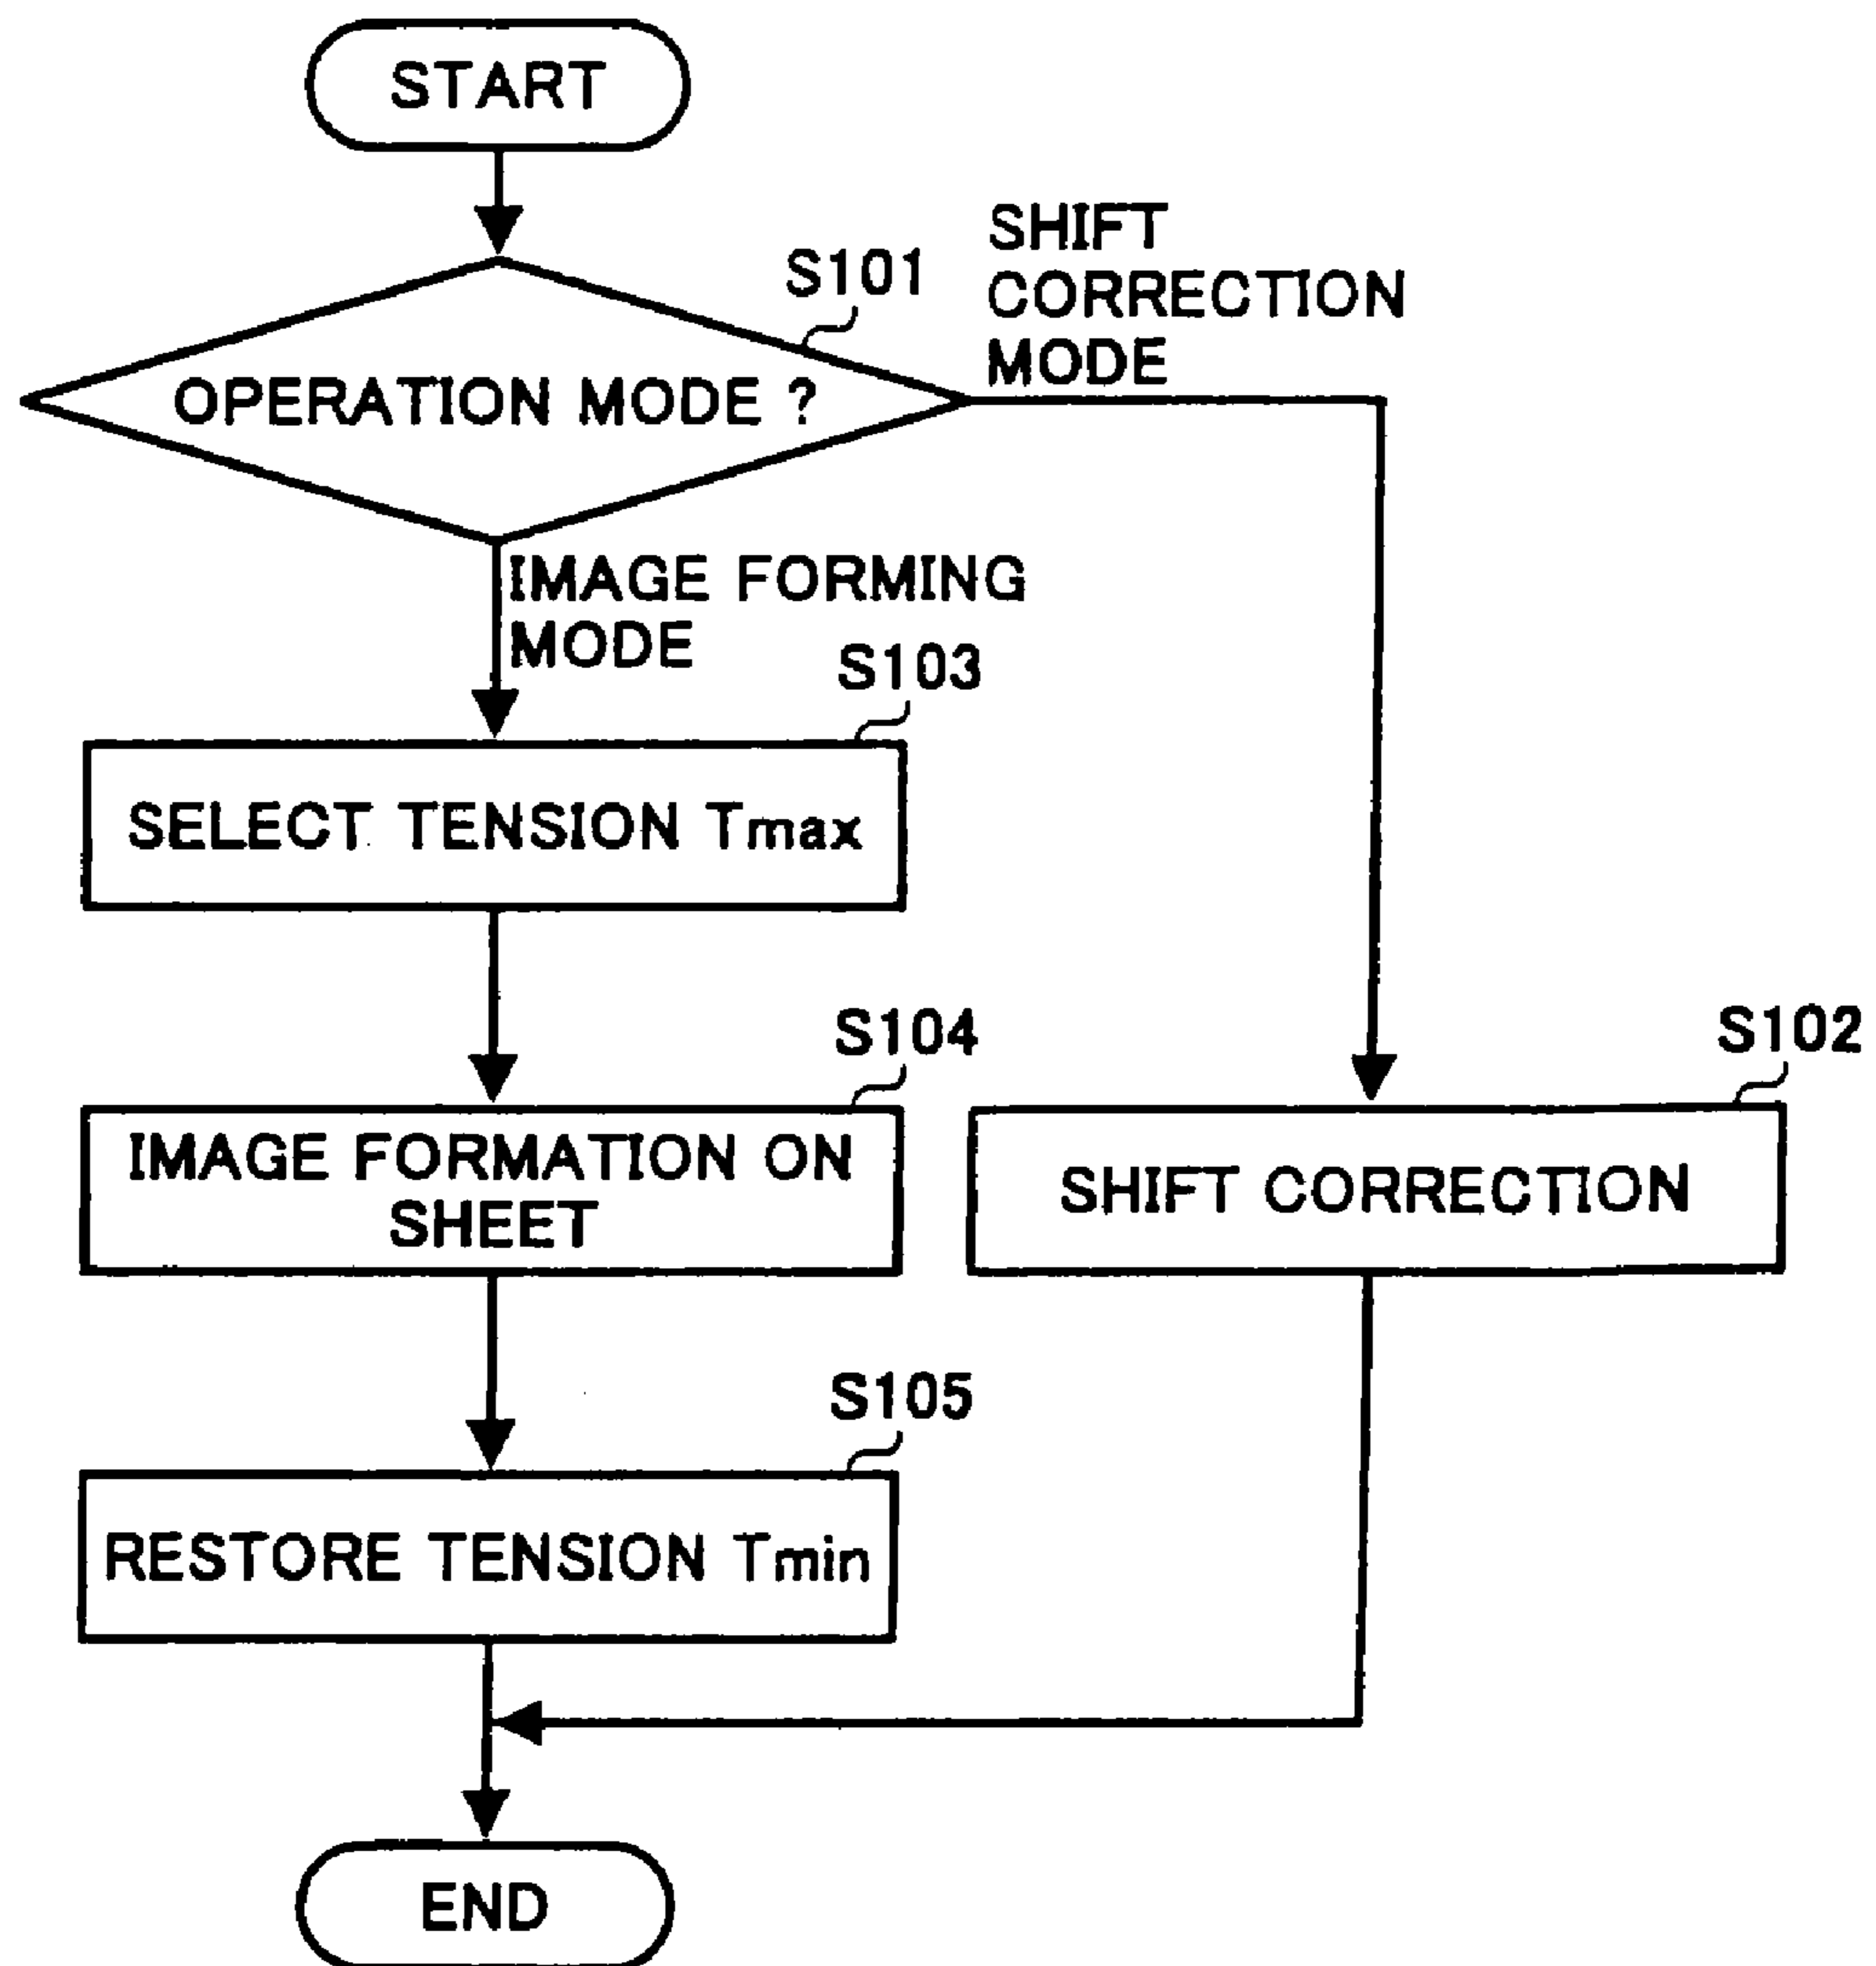 START
S101
SHIFT
CORRECTION
MODE
OPERATION MODE ?
IMAGE FORMING
MODE
S103
SELECT TENSION Tmax
S104
S102
IMAGE FORMATION ON
SHEET
SHIFT CORRECTION
S105
RESTORE TENSION Tmin
END